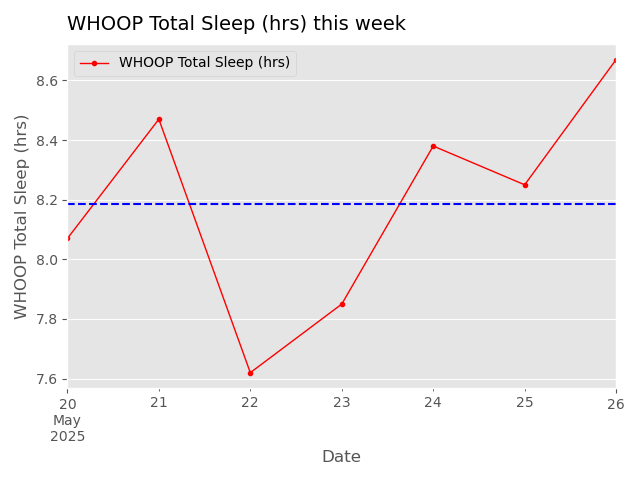 WHOOP Total Sleep (hrs) this week
WHOOP Total Sleep (hrs)
WHOOP Total Sleep (hrs)
8.6
8.4
8.2
8.0
7.8
7.6
20 21 22 23 24 25 26
May
2025
Date